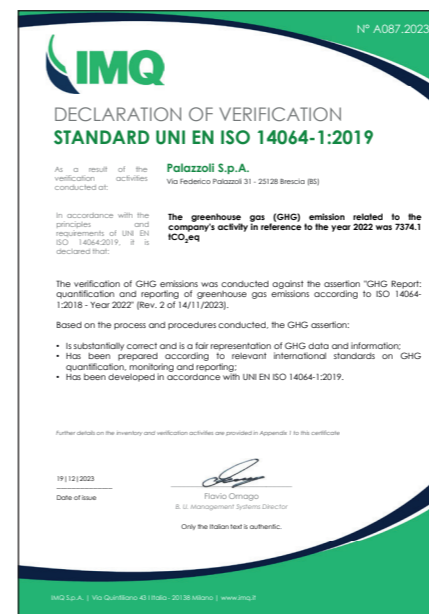 N° A087.2023
IMQ
DECLARATION OF VERIFICATION
STANDARD UNI EN ISO 14064-1:2019
As a result of the
verification activities
conducted at:
Palazzoli S.p.A.
Via Federico Palazzoli 31 - 25128 Brescia (BS)
In accordance with the
principles and
requirements of UNI EN
ISO 14064:2019, it is
declared that:
The greenhouse gas (GHG) emission related to the
company's activity in reference to the year 2022 was 7374.1
tCO₂eq
The verification of GHG emissions was conducted against the assertion "GHG Report:
quantification and reporting of greenhouse gas emissions according to ISO 14064-
1:2018 - Year 2022" (Rev. 2 of 14/11/2023).
Based on the process and procedures conducted, the GHG assertion:
• Is substantially correct and is a fair representation of GHG data and information;
• Has been prepared according to relevant international standards on GHG
quantification, monitoring and reporting;
• Has been developed in accordance with UNI EN ISO 14064-1:2019.
Further details on the inventory and verification activities are provided in Appendix 1 to this certificate
19|12|2023
Date of issue
Flavio Ornago
B. U. Management Systems Director
Only the Italian text is authentic.
IMQ S.p.A. | Via Quintiliano 43 I Italia - 20138 Milano | www.imq.it